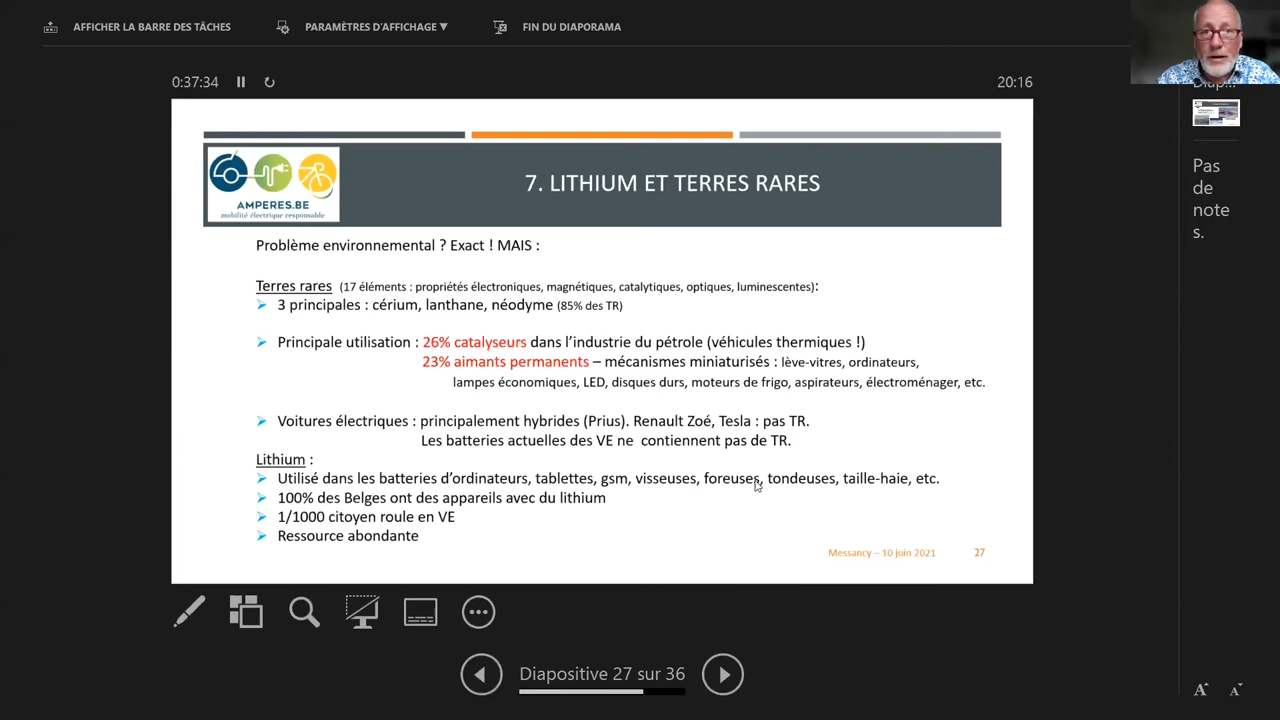 AFFICHER LA BARRE DES TÂCHES
PARAMÈTRES D'AFFICHAGE ▼
FIN DU DIAPORAMA
0:37:34
20:16
AMPERES.BE
mobilité électrique responsable
7. LITHIUM ET TERRES RARES
Problème environnemental ? Exact ! MAIS :
Terres rares (17 éléments : propriétés électroniques, magnétiques, catalytiques, optiques, luminescentes):
3 principales : cérium, lanthane, néodyme (85% des TR)
Principale utilisation : 26% catalyseurs dans l'industrie du pétrole (véhicules thermiques !)
23% aimants permanents – mécanismes miniaturisés : lève-vitres, ordinateurs,
lampes économiques, LED, disques durs, moteurs de frigo, aspirateurs, électroménager, etc.
Voitures électriques : principalement hybrides (Prius). Renault Zoé, Tesla : pas TR.
Les batteries actuelles des VE ne contiennent pas de TR.
Lithium :
Utilisé dans les batteries d'ordinateurs, tablettes, gsm, visseuses, foreuses, tondeuses, taille-haie, etc.
100% des Belges ont des appareils avec du lithium
1/1000 citoyen roule en VE
Ressource abondante
Messancy – 10 juin 2021
27
Diapositive 27 sur 36
Diap...
Pas
de
note
s.
A
A